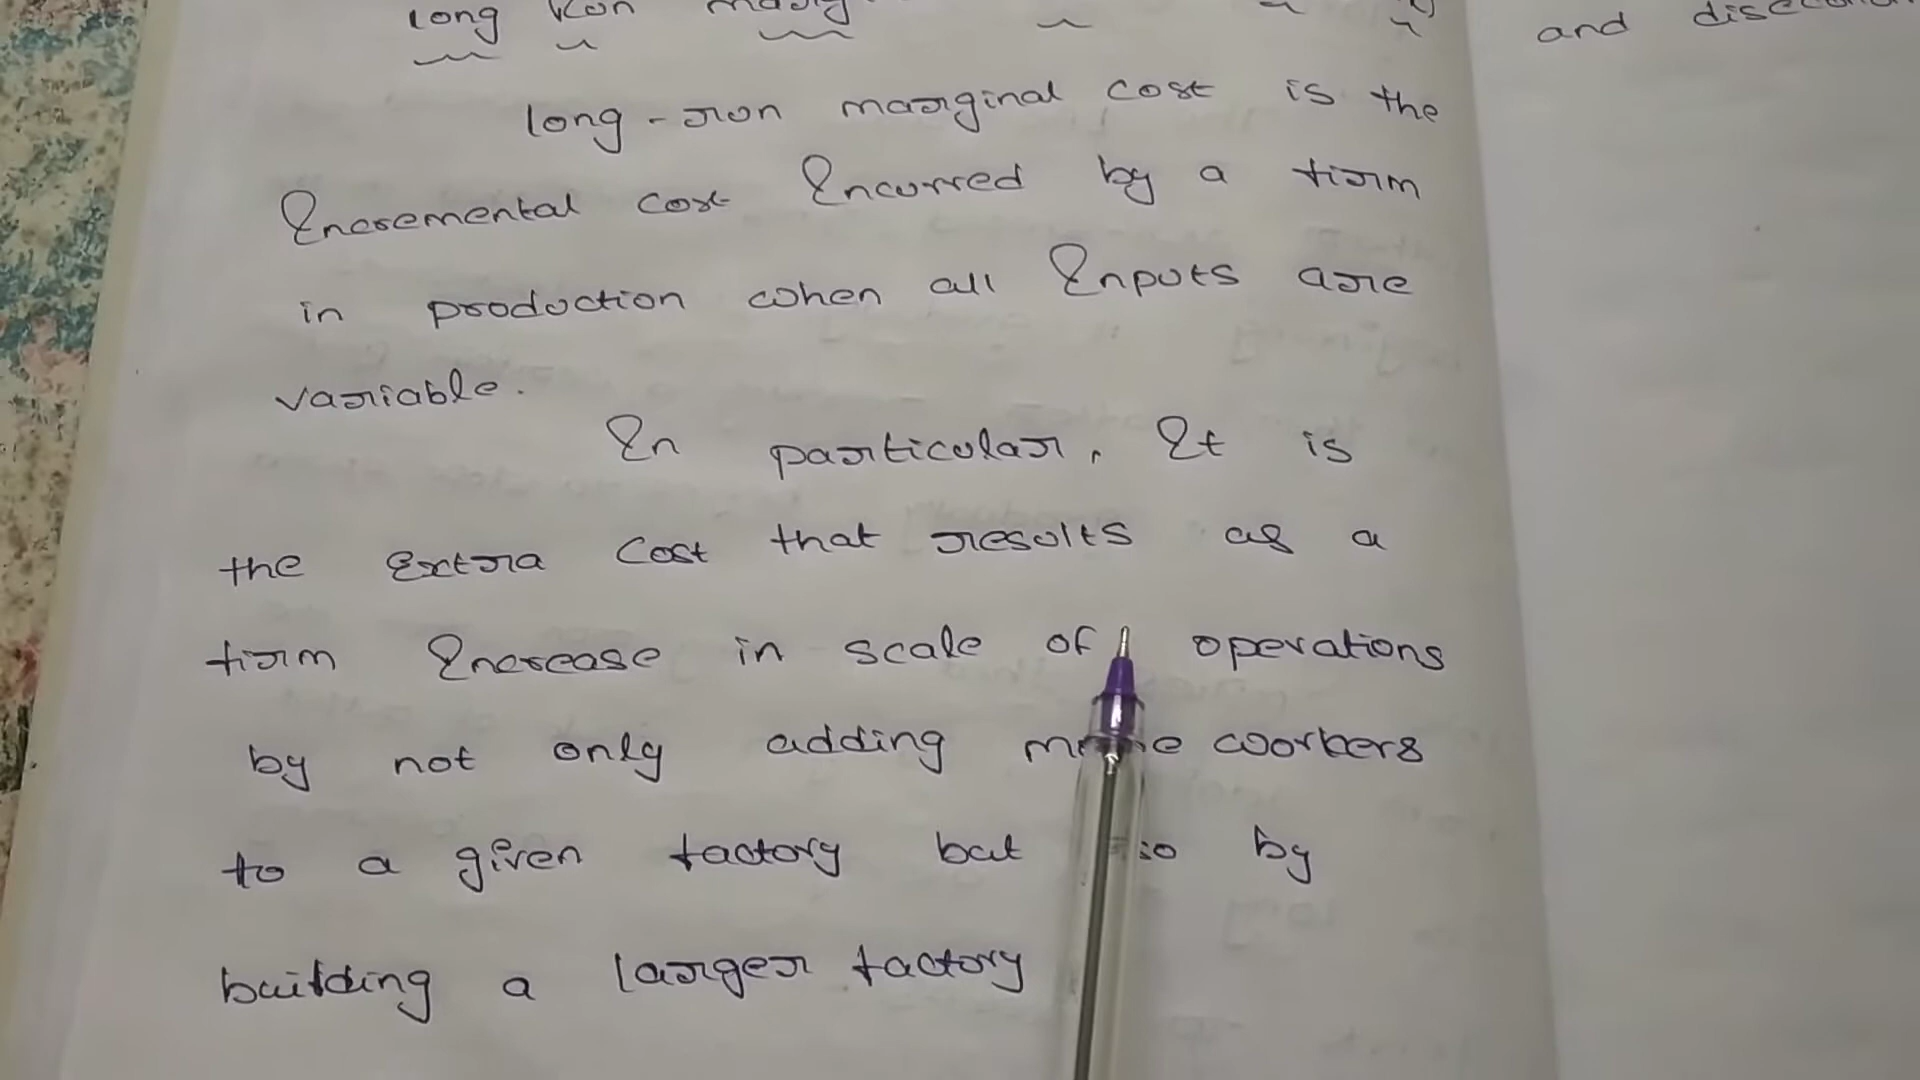 long Run
long-run marginal cost is the
Incremental cost Incurred by a firm
in production when all Inputs are
variable.
In particular, It is
the Extra Cost that results as a
firm Increase in scale of operations
by not only adding workers
to a given factory but by
building a larger factory
and